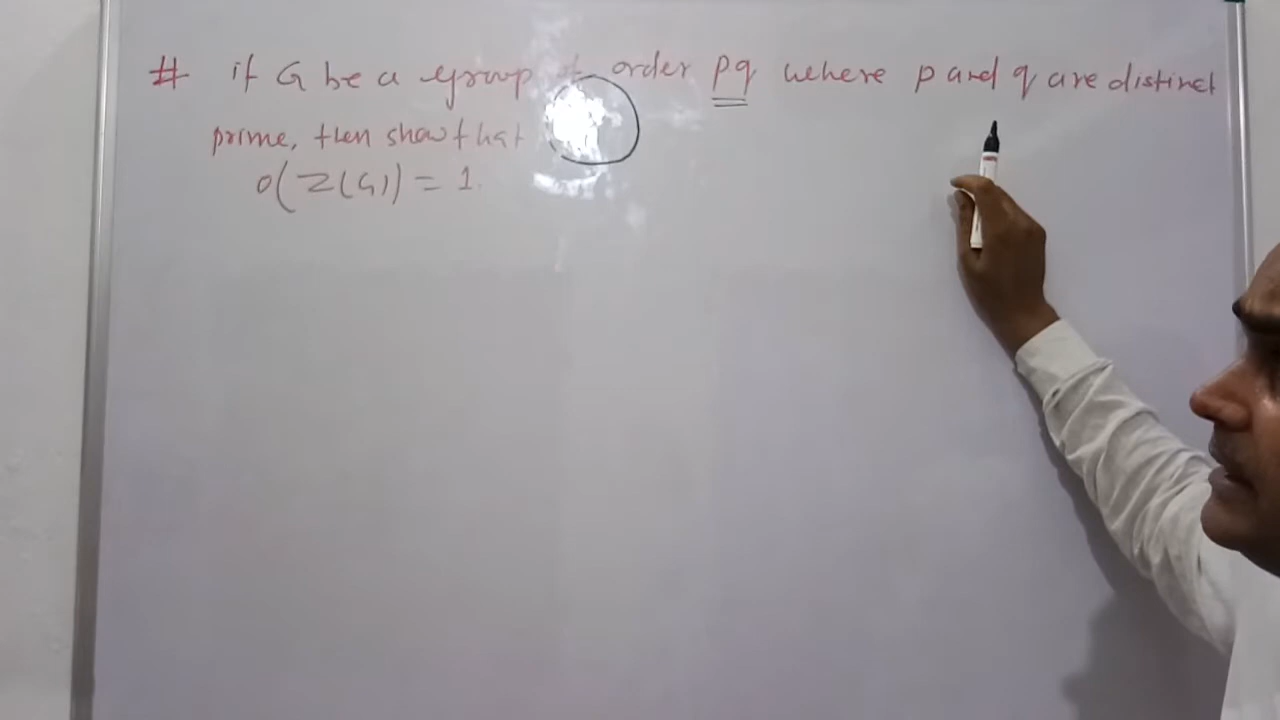 # if G be a group of order pq where p and q are distinct
prime, then show that
o(Z(G)) = 1.